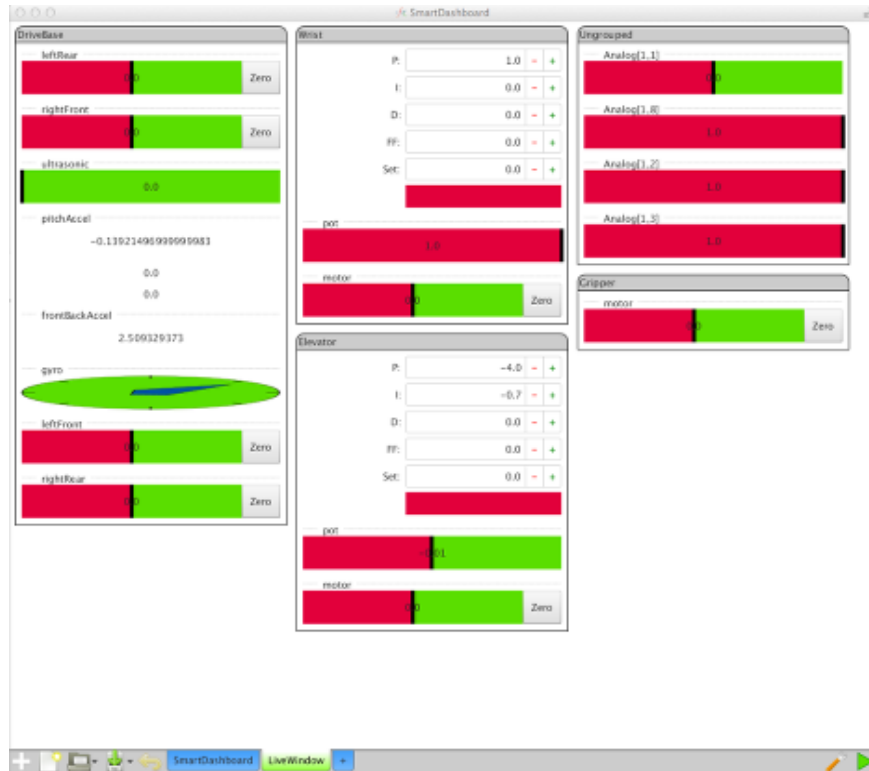 SmartDashboard
DriveBase
leftRear
0.0
Zero
rightFront
0.0
Zero
ultrasonic
0.0
pitchAccel
-0.13921496999999983
0.0
0.0
frontBackAccel
2.509329373
gyro
leftFront
0.0
Zero
rightRear
0.0
Zero
Wrist
P: 1.0 - +
I: 0.0 - +
D: 0.0 - +
FF: 0.0 - +
Set: 0.0 - +
pot
1.0
motor
0.0
Zero
Elevator
P: -4.0 - +
I: -0.7 - +
D: 0.0 - +
FF: 0.0 - +
Set: 0.0 - +
pot
-0.01
motor
0.0
Zero
Ungrouped
Analog[1,1]
0.0
Analog[1,8]
1.0
Analog[1,2]
1.0
Analog[1,3]
1.0
Gripper
motor
0.0
Zero
SmartDashboard LiveWindow +